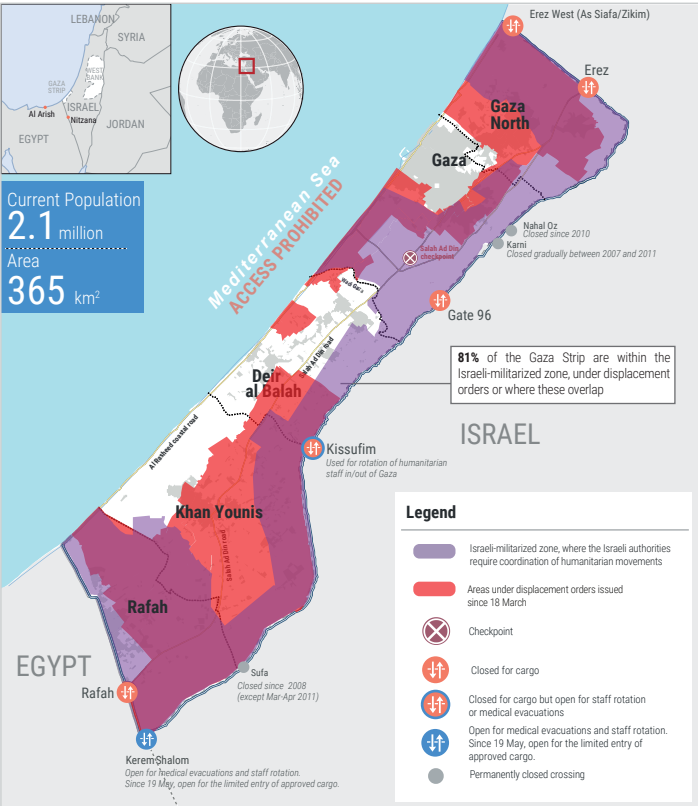 LEBANON
SYRIA
WEST
BANK
GAZA
STRIP
Al Arish
ISRAEL
Nitzana
JORDAN
EGYPT
Erez West (As Siafa/Zikim)
Erez
Gaza
North
Gaza
Mediterranean Sea
ACCESS PROHIBITED
Current Population
2.1 million
Area
365 km²
Nahal Oz
Closed since 2010
Karni
Closed gradually between 2007 and 2011
Salah Ad Din
checkpoint
Gate 96
Wadi Gaza
81% of the Gaza Strip are within the
Israeli-militarized zone, under displacement
orders or where these overlap
Salah Ad Din road
Deir
al Balah
ISRAEL
Al Rasheed coastal road
Kissufim
Used for rotation of humanitarian
staff in/out of Gaza
Khan Younis
Salah Ad Din road
Rafah
EGYPT
Rafah
Sufa
Closed since 2008
(except Mar-Apr 2011)
Kerem Shalom
Open for medical evacuations and staff rotation.
Since 19 May, open for the limited entry of approved cargo.
Legend
Israeli-militarized zone, where the Israeli authorities
require coordination of humanitarian movements
Areas under displacement orders issued
since 18 March
Checkpoint
Closed for cargo
Closed for cargo but open for staff rotation
or medical evacuations
Open for medical evacuations and staff rotation.
Since 19 May, open for the limited entry of
approved cargo.
Permanently closed crossing